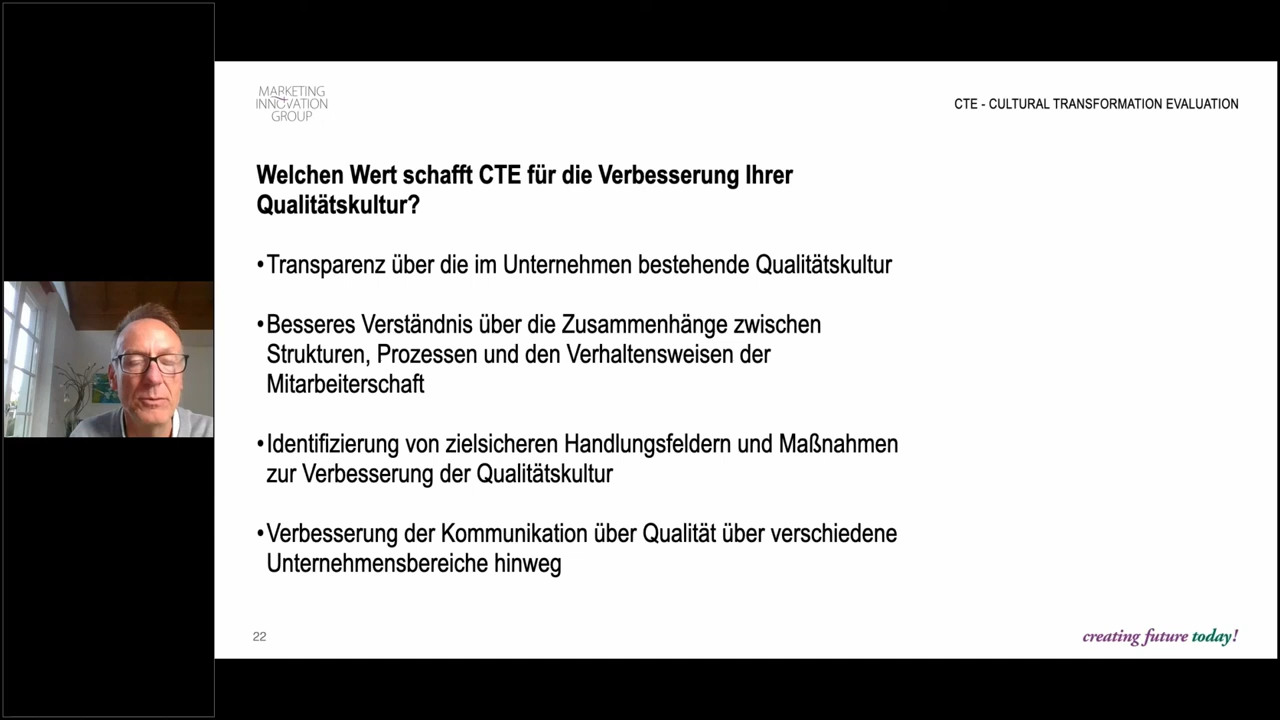 MARKETING
INNOVATION
GROUP
CTE - CULTURAL TRANSFORMATION EVALUATION
Welchen Wert schafft CTE für die Verbesserung Ihrer
Qualitätskultur?
•Transparenz über die im Unternehmen bestehende Qualitätskultur
•Besseres Verständnis über die Zusammenhänge zwischen
Strukturen, Prozessen und den Verhaltensweisen der
Mitarbeiterschaft
•Identifizierung von zielsicheren Handlungsfeldern und Maßnahmen
zur Verbesserung der Qualitätskultur
•Verbesserung der Kommunikation über Qualität über verschiedene
Unternehmensbereiche hinweg
22
creating future today!